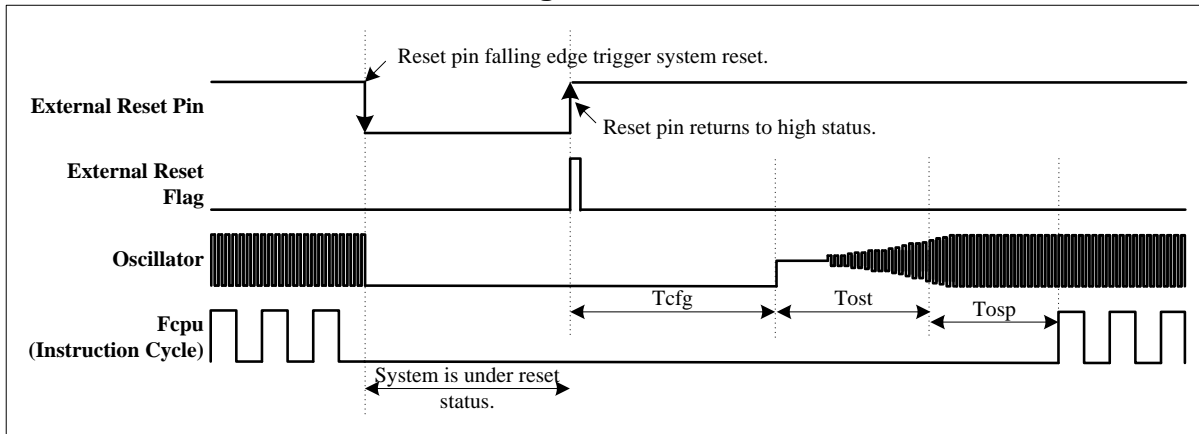 Reset pin falling edge trigger system reset.
External Reset Pin
Reset pin returns to high status.
External Reset
Flag
Oscillator
Tcfg
Tost
Tosp
Fcpu
(Instruction Cycle)
System is under reset
status.